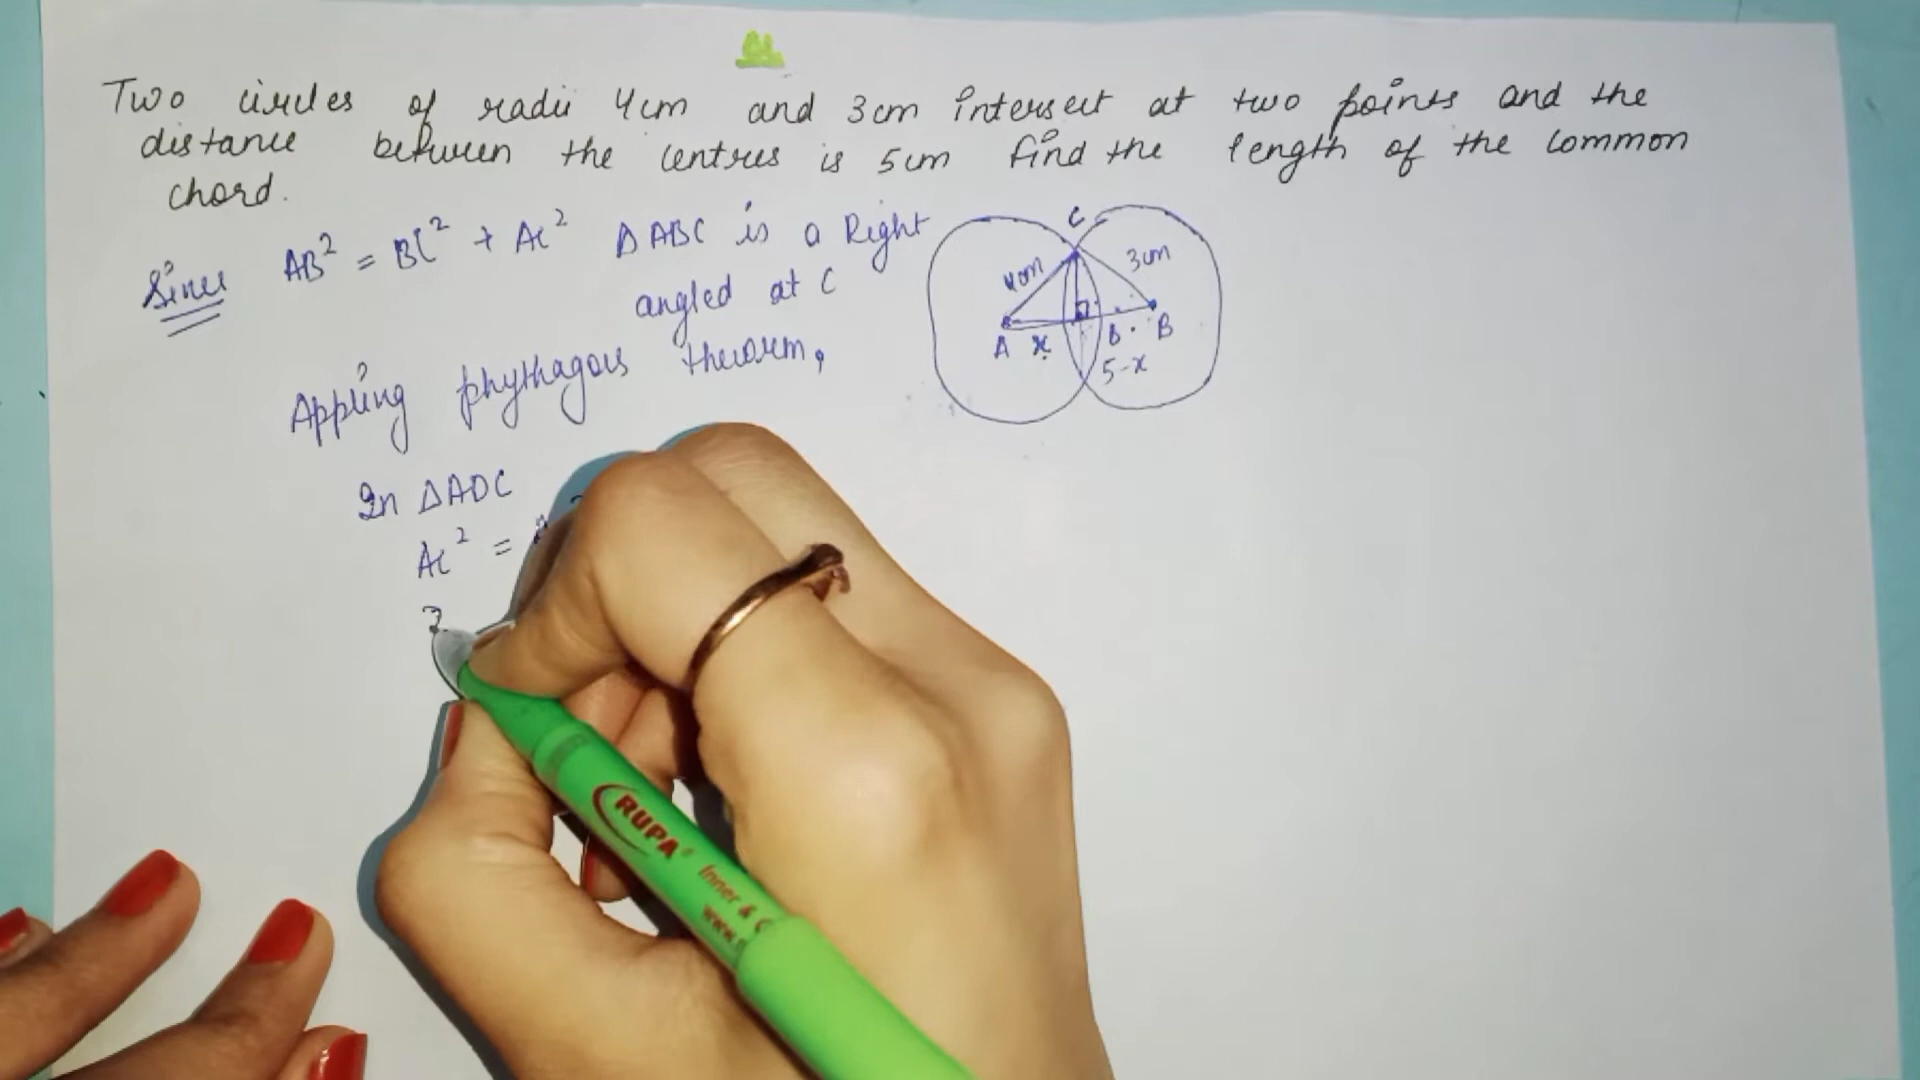 Two circles of radii 4cm and 3cm intersect at two points and the
distance between the centres is 5cm find the length of the common
chord.
Since AB² = BC² + AC² ΔABC is a Right
angled at C
Appling phythagous theorem,
In ΔADC
AC² =
C
4cm
3cm
A x
B
5-x
RUPA
Inner &
www.